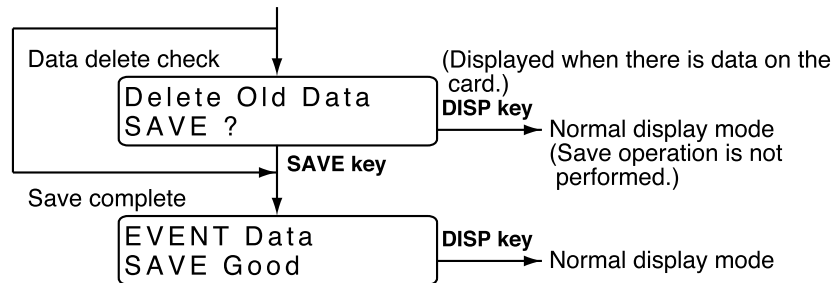 Data delete check
(Displayed when there is data on the
card.)
Delete Old Data
SAVE ?
DISP key
Normal display mode
(Save operation is not
performed.)
SAVE key
Save complete
EVENT Data
SAVE Good
DISP key
Normal display mode